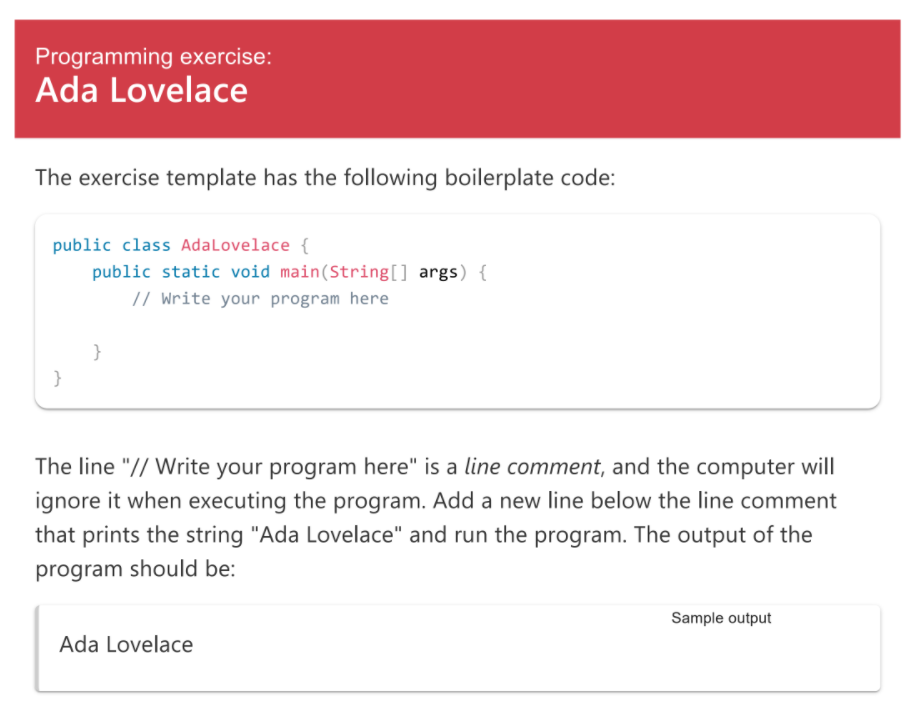 Programming exercise:
Ada Lovelace
The exercise template has the following boilerplate code:
public class AdaLovelace {
    public static void main(String[] args) {
        // Write your program here
    }
}
The line "// Write your program here" is a line comment, and the computer will
ignore it when executing the program. Add a new line below the line comment
that prints the string "Ada Lovelace" and run the program. The output of the
program should be:
Sample output
Ada Lovelace